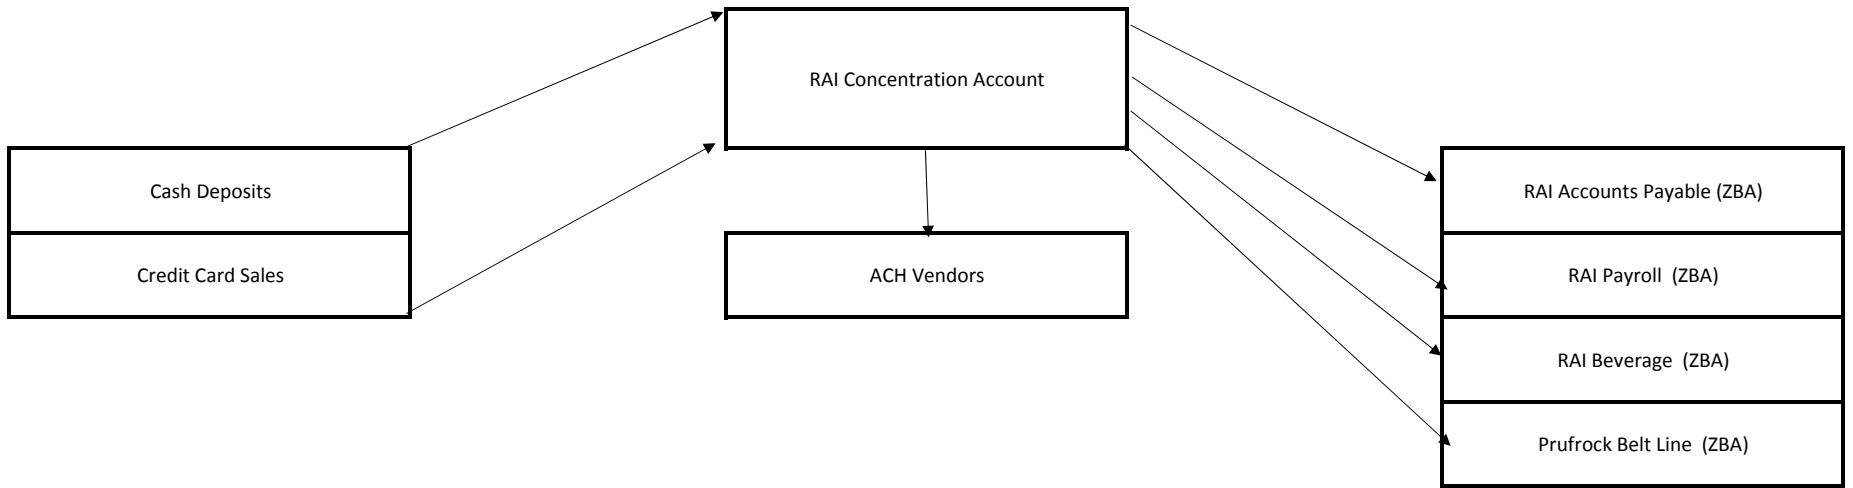 RAI Concentration Account
Cash Deposits
RAI Accounts Payable (ZBA)
Credit Card Sales
ACH Vendors
RAI Payroll  (ZBA)
RAI Beverage  (ZBA)
Prufrock Belt Line  (ZBA)